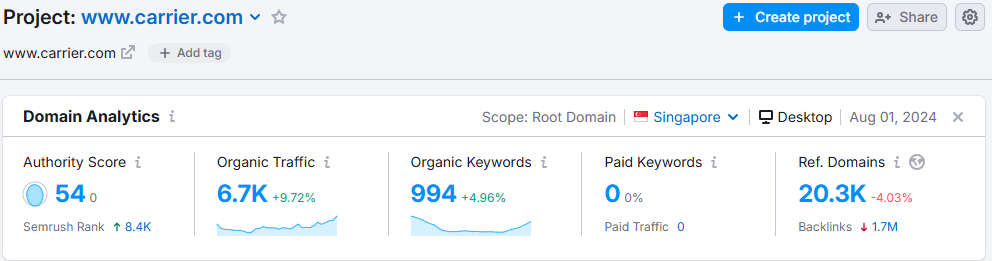 Project: www.carrier.com
+ Create project
Share
www.carrier.com
+ Add tag
Domain Analytics i
Scope: Root Domain
Singapore
Desktop
Aug 01, 2024
Authority Score i
54 0
Semrush Rank ↑ 8.4K
Organic Traffic i
6.7K +9.72%
Organic Keywords i
994 +4.96%
Paid Keywords i
0 0%
Paid Traffic 0
Ref. Domains i
20.3K -4.03%
Backlinks ↓ 1.7M